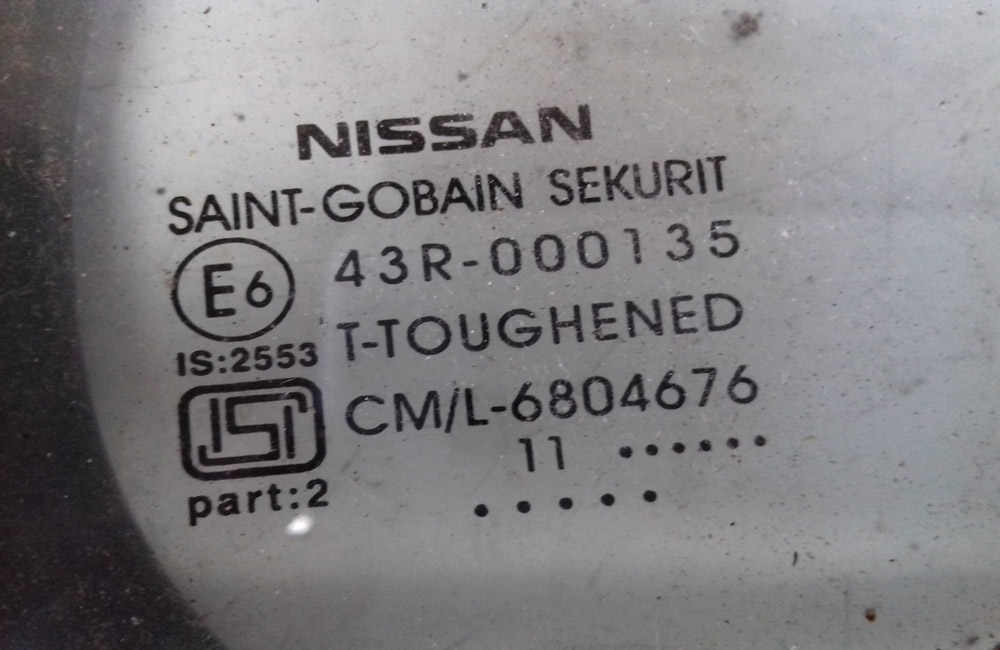 NISSAN
SAINT-GOBAIN SEKURIT
E6 43R-000135
T-TOUGHENED
IS:2553
ISI CM/L-6804676
11 ......
part:2
.....